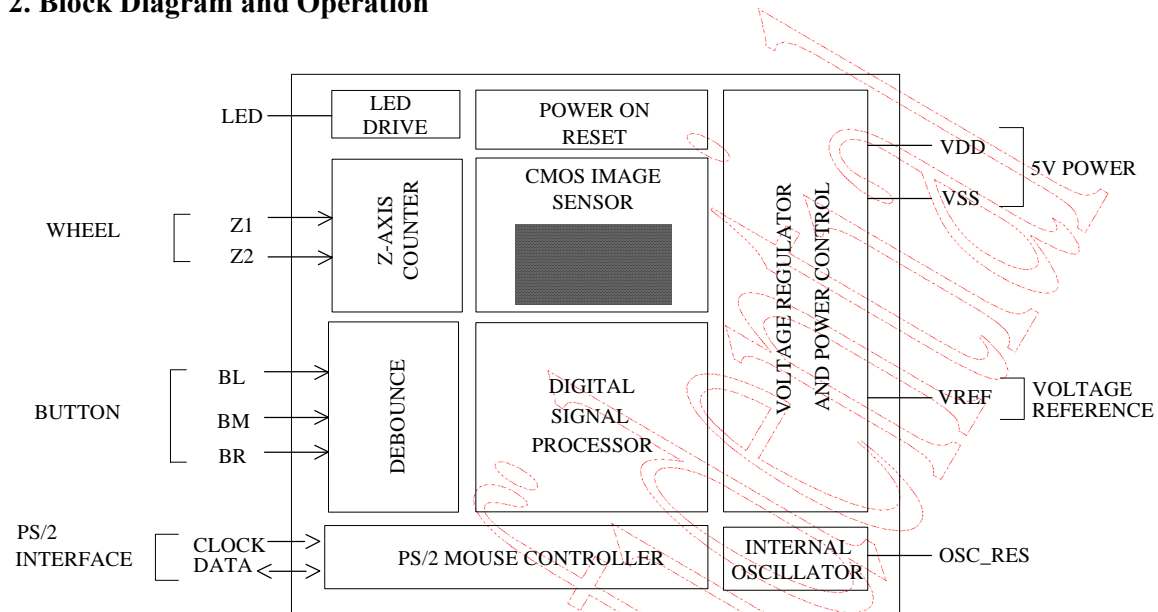 2. Block Diagram and Operation
LED
LED
DRIVE
POWER ON
RESET
VOLTAGE REGULATOR
AND POWER CONTROL
VDD
VSS
5V POWER
WHEEL
Z1
Z2
Z-AXIS
COUNTER
CMOS IMAGE
SENSOR
BUTTON
BL
BM
BR
DEBOUNCE
DIGITAL
SIGNAL
PROCESSOR
VREF
VOLTAGE
REFERENCE
PS/2
INTERFACE
CLOCK
DATA
PS/2 MOUSE CONTROLLER
INTERNAL
OSCILLATOR
OSC_RES